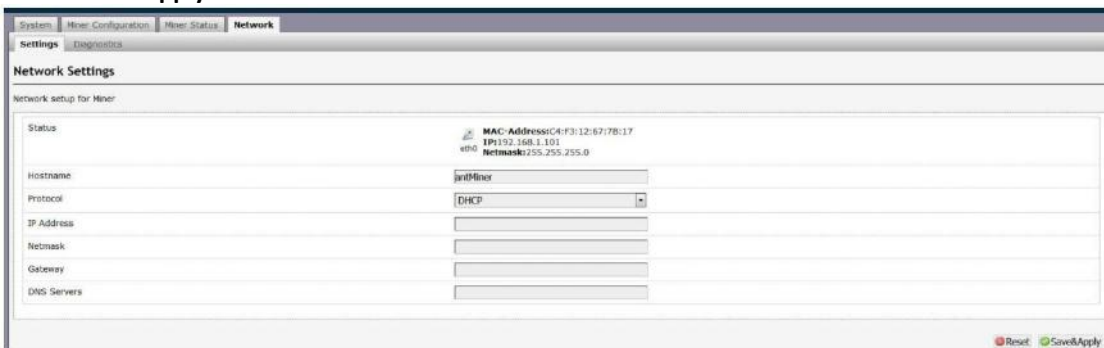 System Miner Configuration Miner Status Network
Settings Diagnostics
Network Settings
Network setup for Miner
Status
MAC-Address:C4:F3:12:67:7B:17
IP:192.168.1.101
eth0
Netmask:255.255.255.0
Hostname
antMiner
Protocol
DHCP
IP Address
Netmask
Gateway
DNS Servers
Reset Save&Apply